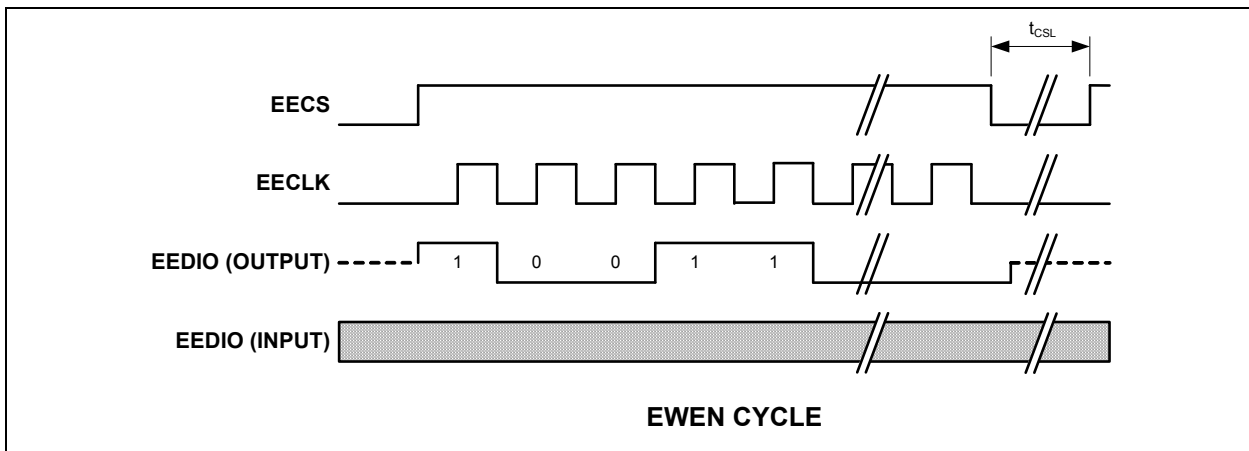 tCSL
EECS
EECLK
EEDIO (OUTPUT)
1 0 0 1 1
EEDIO (INPUT)
EWEN CYCLE